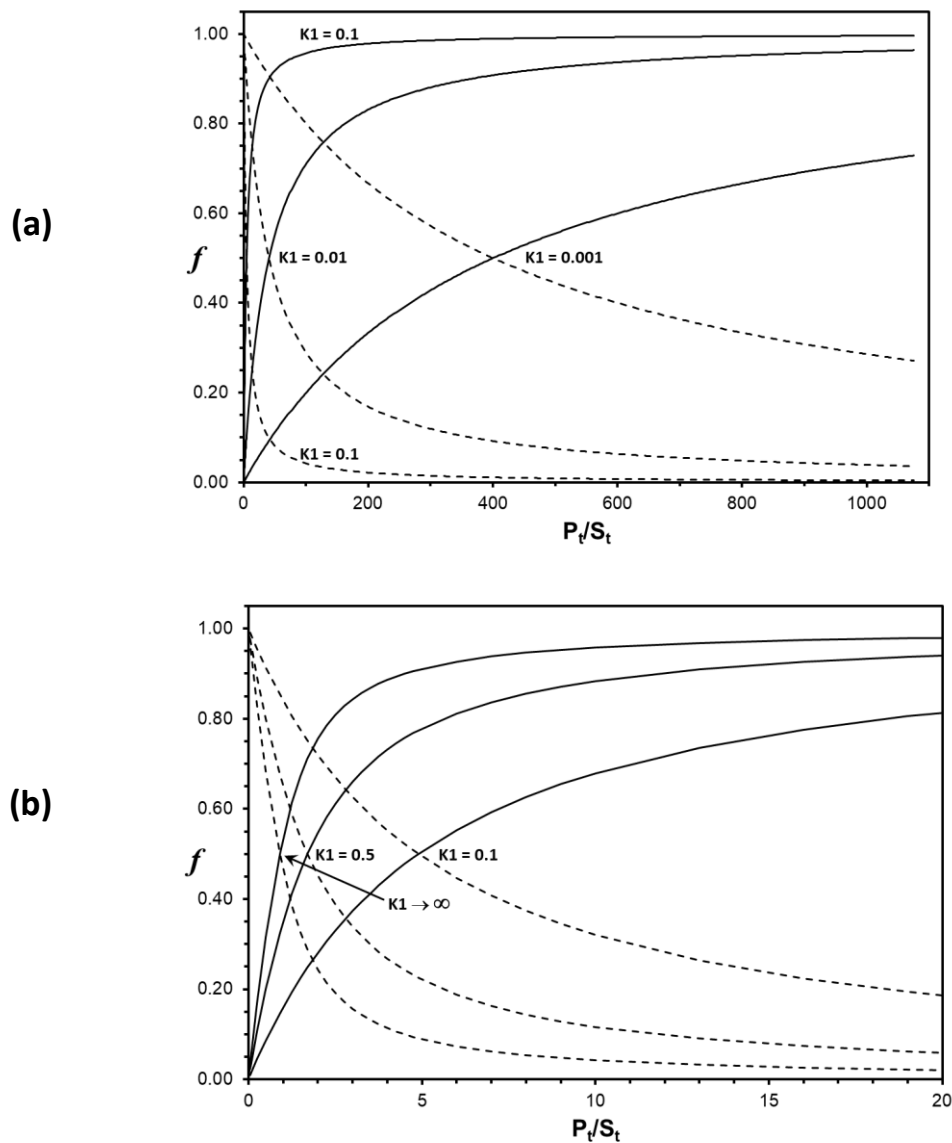 (a)
f
1.00
0.80
0.60
0.40
0.20
0.00
K1 = 0.1
K1 = 0.01
K1 = 0.001
K1 = 0.1
0 200 400 600 800 1000
Pt/St
(b)
f
1.00
0.80
0.60
0.40
0.20
0.00
K1 = 0.5
K1 = 0.1
K1 → ∞
0 5 10 15 20
Pt/St